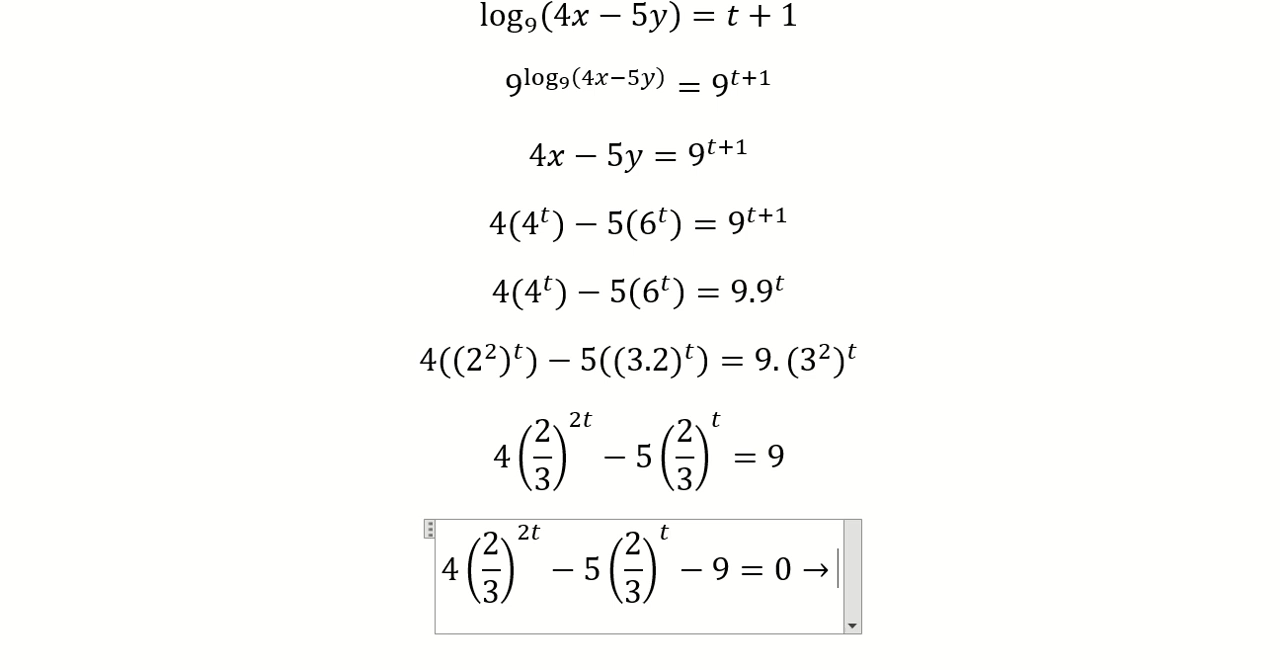 log₉(4x − 5y) = t + 1
9^(log₉(4x−5y)) = 9^(t+1)
4x − 5y = 9^(t+1)
4(4^t) − 5(6^t) = 9^(t+1)
4(4^t) − 5(6^t) = 9.9^t
4((2²)^t) − 5((3.2)^t) = 9. (3²)^t
4(2/3)^(2t) − 5(2/3)^t = 9
4(2/3)^(2t) − 5(2/3)^t − 9 = 0 →